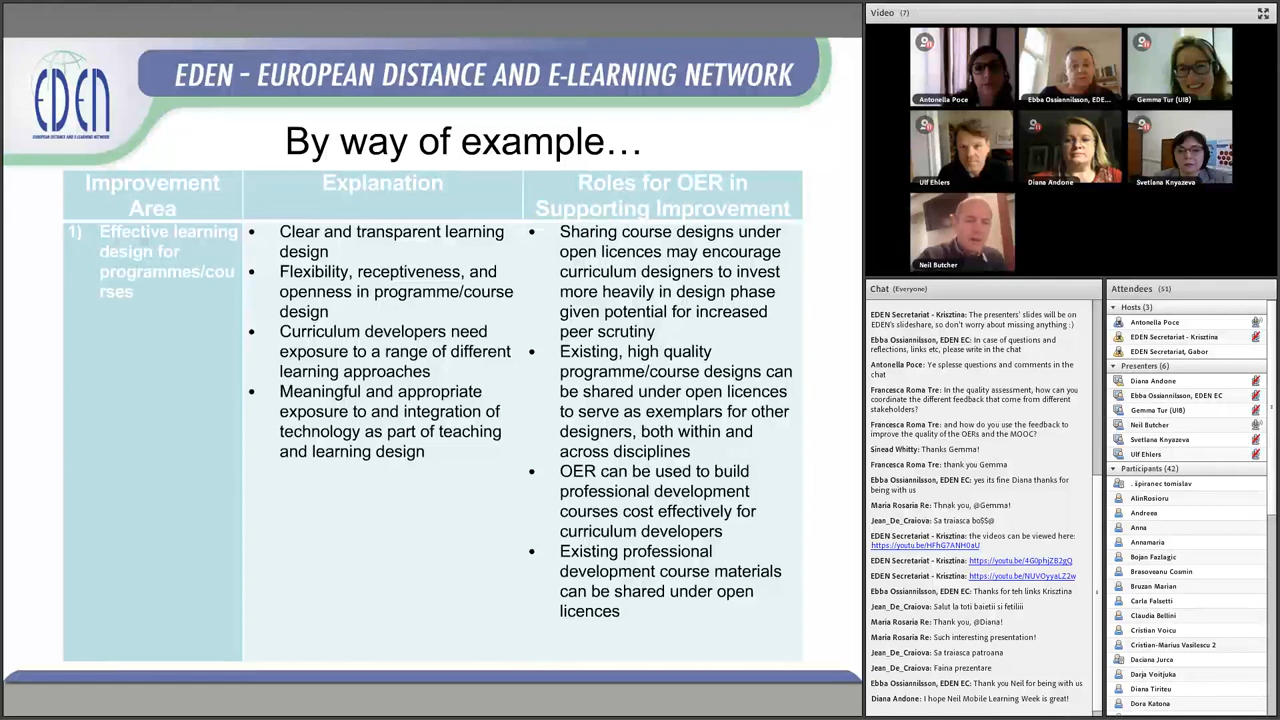 EDEN
EUROPEAN DISTANCE AND E-LEARNING NETWORK
EDEN - EUROPEAN DISTANCE AND E-LEARNING NETWORK
By way of example…
Improvement
Area
Explanation
Roles for OER in
Supporting Improvement
1) Effective learning
design for
programmes/cou
rses
• Clear and transparent learning
design
• Flexibility, receptiveness, and
openness in programme/course
design
• Curriculum developers need
exposure to a range of different
learning approaches
• Meaningful and appropriate
exposure to and integration of
technology as part of teaching
and learning design
• Sharing course designs under
open licences may encourage
curriculum designers to invest
more heavily in design phase
given potential for increased
peer scrutiny
• Existing, high quality
programme/course designs can
be shared under open licences
to serve as exemplars for other
designers, both within and
across disciplines
• OER can be used to build
professional development
courses cost effectively for
curriculum developers
• Existing professional
development course materials
can be shared under open
licences
Video (7)
Antonella Poce
Ebba Ossiannilsson, EDE...
Gemma Tur (UIB)
Ulf Ehlers
Diana Andone
Svetlana Knyazeva
Neil Butcher
Chat (Everyone)
EDEN Secretariat - Krisztina: The presenters' slides will be on
EDEN's slideshare, so don't worry about missing anything :)
Ebba Ossiannilsson, EDEN EC: In case of questions and
reflections, links etc, please write in the chat
Antonella Poce: Ye splesse questions and comments in the
chat
Francesca Roma Tre: In the quality assessment, how can you
coordinate the different feedback that come from different
stakeholders?
Francesca Roma Tre: and how do you use the feedback to
improve the quality of the OERs and the MOOC?
Sinead Whitty: Thanks Gemma!
Francesca Roma Tre: thank you Gemma
Ebba Ossiannilsson, EDEN EC: yes its fine Diana thanks for
being with us
Maria Rosaria Re: Thnak you, @Gemma!
Jean_De_Craiova: Sa traiasca bo$$@
EDEN Secretariat - Krisztina: the videos can be viewed here:
https://youtu.be/HFhG7ANH0aU
EDEN Secretariat - Krisztina: https://youtu.be/4G0phjZB2gQ
EDEN Secretariat - Krisztina: https://youtu.be/NUVOyyaLZ2w
Ebba Ossiannilsson, EDEN EC: Thanks for teh links Krisztina
Jean_De_Craiova: Salut la toti baietii si fetiliii
Maria Rosaria Re: Thank you, @Diana!
Maria Rosaria Re: Such interesting presentation!
Jean_De_Craiova: Sa traiasca patroana
Jean_De_Craiova: Faina prezentare
Ebba Ossiannilsson, EDEN EC: Thank you Neil for being with us
Diana Andone: I hope Neil Mobile Learning Week is great!
Attendees (51)
Hosts (3)
Antonella Poce
EDEN Secretariat - Krisztina
EDEN Secretariat, Gabor
Presenters (6)
Diana Andone
Ebba Ossiannilsson, EDEN EC
Gemma Tur (UIB)
Neil Butcher
Svetlana Knyazeva
Ulf Ehlers
Participants (42)
. špiranec tomislav
AlinRosioru
Andreea
Anna
Annamaria
Bojan Fazlagic
Brasoveanu Cosmin
Bruzan Marian
Carla Falsetti
Claudia Bellini
Cristian Voicu
Cristian-Marius Vasilescu 2
Daciana Jurca
Darja Voitjuka
Diana Tiriteu
Dora Katona